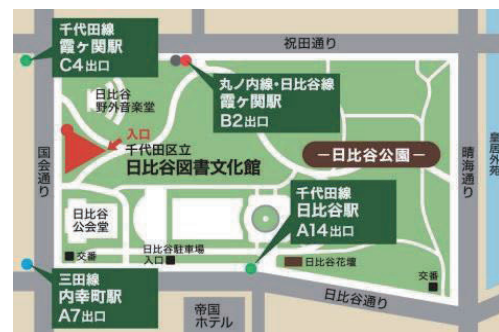 千代田線
霞ヶ関駅
C4出口
祝田通り
丸ノ内線・日比谷線
霞ヶ関駅
B2出口
日比谷
野外音楽堂
入口
千代田区立
日比谷図書文化館
－日比谷公園－
国会通り
晴海通り
皇居外苑
千代田線
日比谷駅
A14出口
日比谷
公会堂
交番
日比谷駐車場
入口
日比谷花壇
交番
三田線
内幸町駅
A7出口
帝国
ホテル
日比谷通り